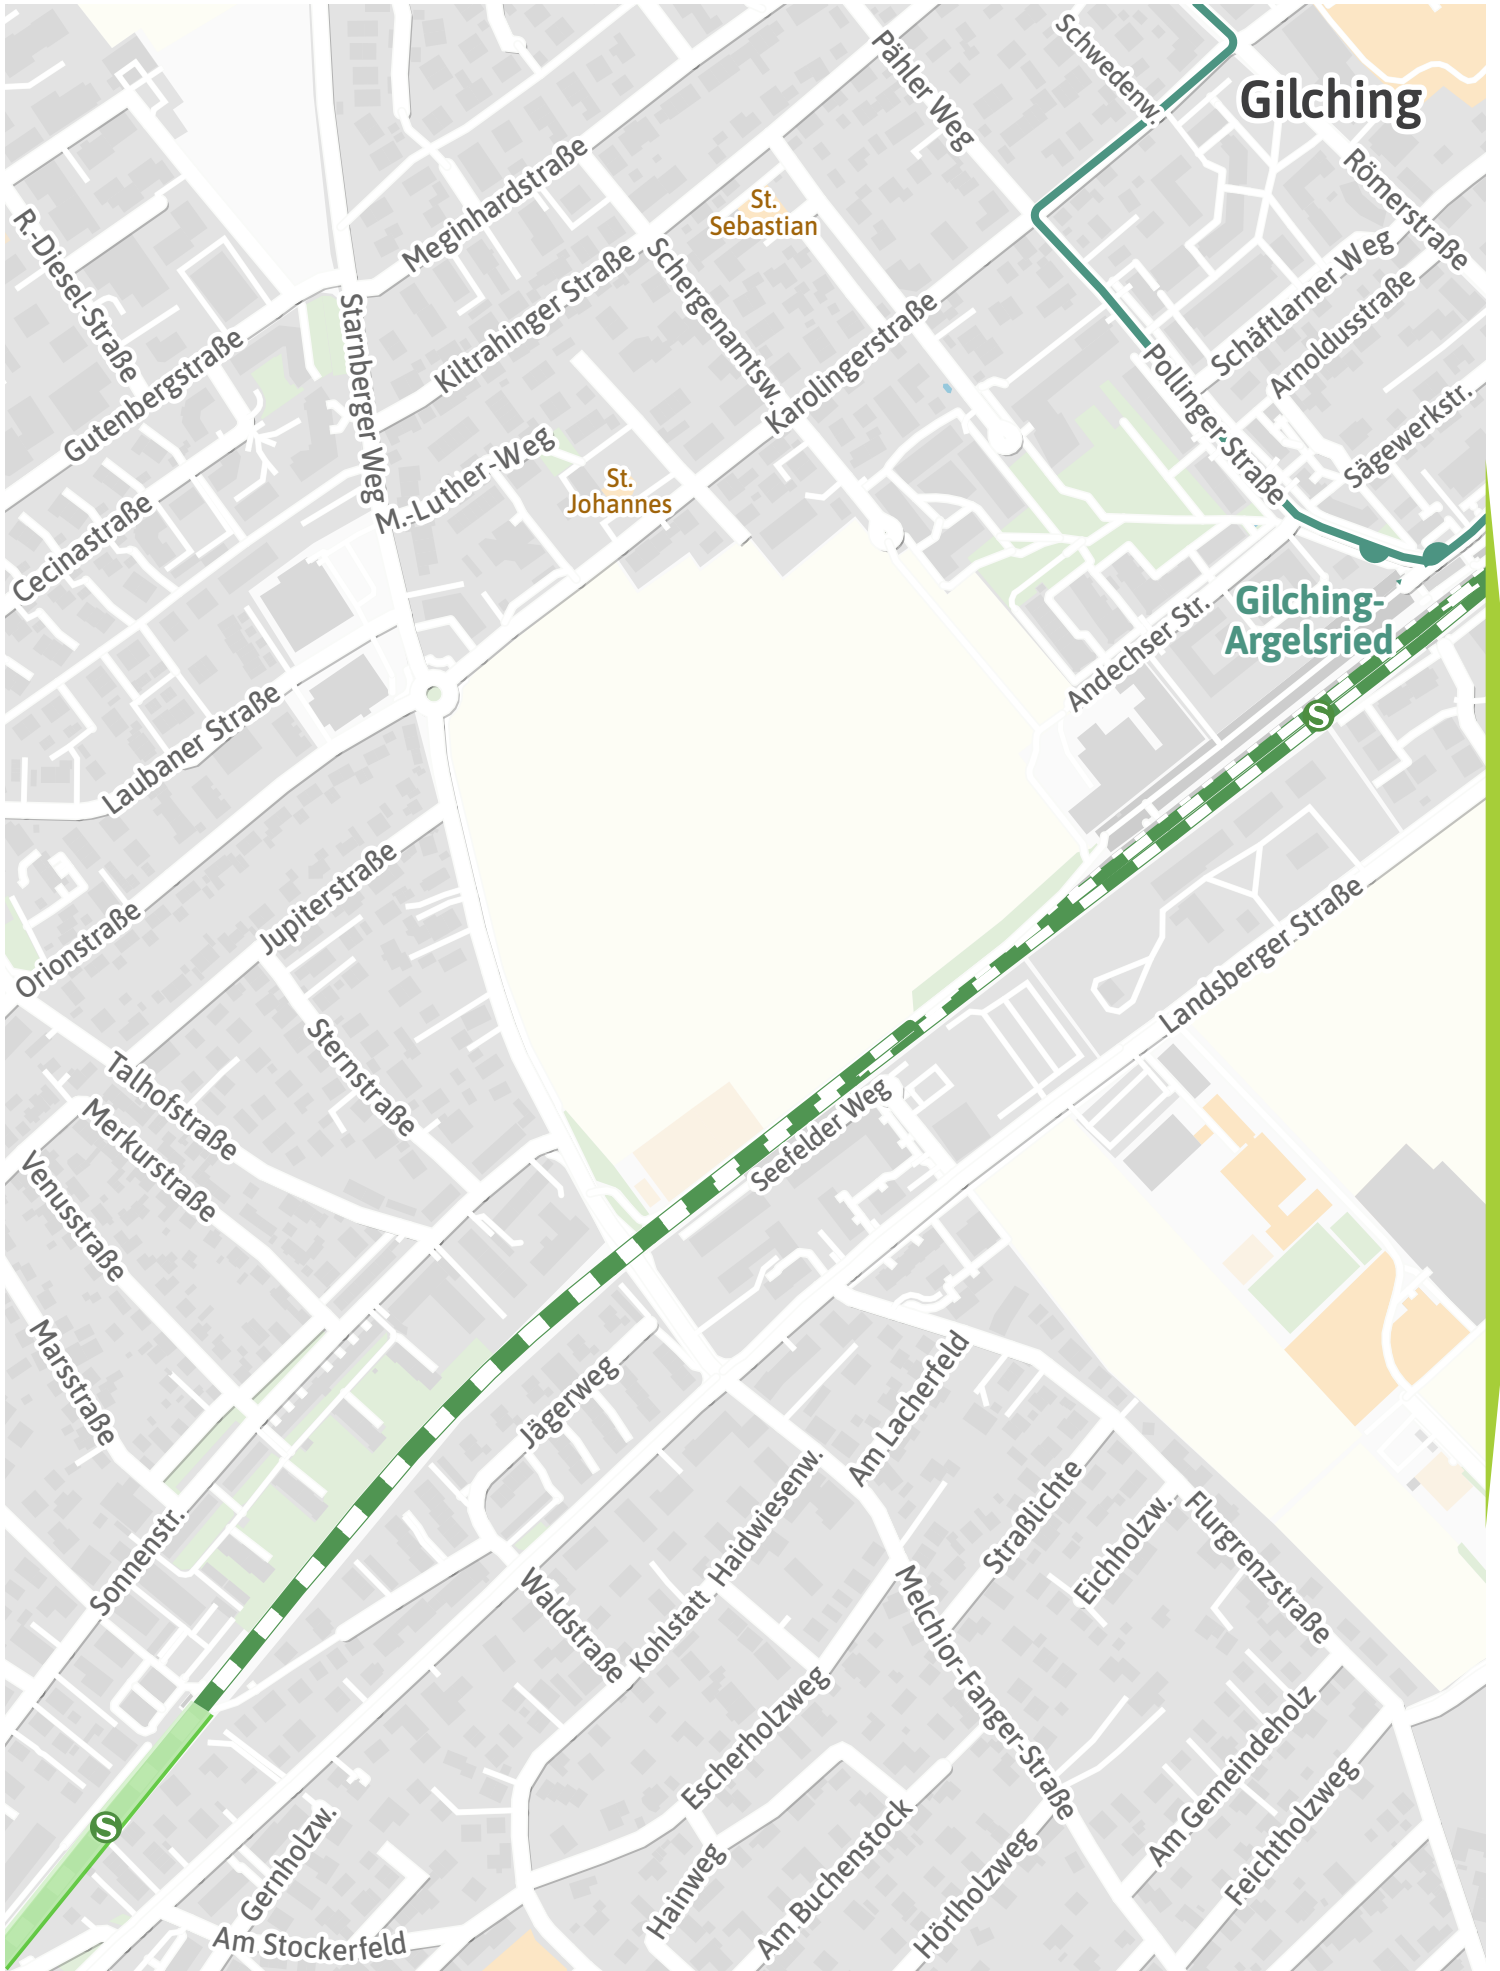 Schwedenw.
Pähler Weg
Gilching
Römerstraße
Meginhardstraße
St.
Sebastian
R.-Diesel-Straße
Schergenamtsw.
Kiltrahinger Straße
Schäftlarner Weg
Arnoldusstraße
Starnberger Weg
Karolingerstraße
Gutenbergstraße
Pollinger Straße
Sägewerkstr.
M.-Luther-Weg
St.
Johannes
Cecinastraße
Gilching-
Argelsried
Andechser Str.
Laubaner Straße
S
Jupiterstraße
Orionstraße
Landsberger Straße
Sternstraße
Talhofstraße
Merkurstraße
Seefelder Weg
Venusstraße
Marsstraße
Jägerweg
Am Lacherfeld
Haidwiesenw.
Straßlichte
Eichholzw.
Flurgrenzstraße
Sonnenstr.
Waldstraße
Kohlstatt
Melchior-Fanger-Straße
Escherholzweg
Am Gemeindeholz
Feichtholzweg
S
Gernholzw.
Hainweg
Am Buchenstock
Hörlholzweg
Am Stockerfeld